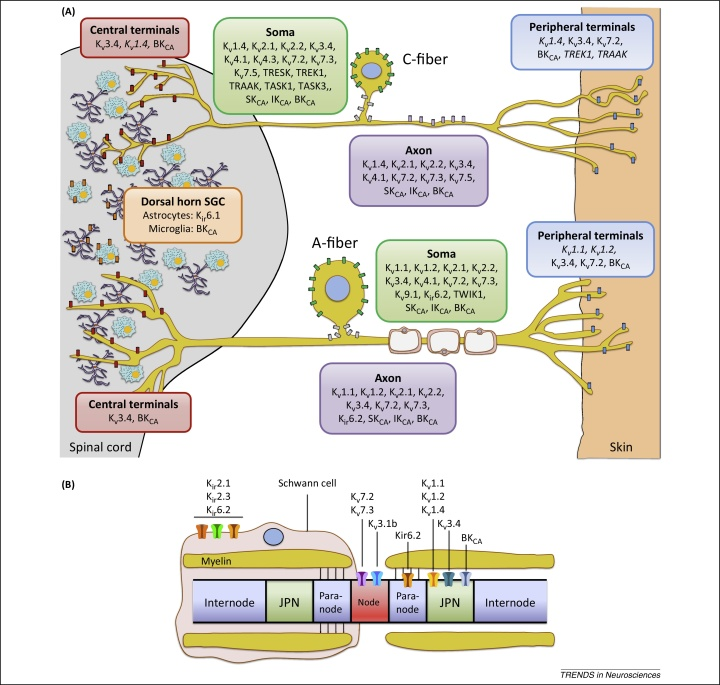 (A)
Central terminals
Kv3.4, Kv1.4, BKCA
Soma
Kv1.4, Kv2.1, Kv2.2, Kv3.4,
Kv4.1, Kv4.3, Kv7.2, Kv7.3,
Kv7.5, TRESK, TREK1,
TRAAK, TASK1, TASK3,,
SKCA, IKCA, BKCA
C-fiber
Peripheral terminals
Kv1.4, Kv3.4, Kv7.2,
BKCA, TREK1, TRAAK
Axon
Kv1.4, Kv2.1, Kv2.2, Kv3.4,
Kv4.1, Kv7.2, Kv7.3, Kv7.5,
SKCA, IKCA, BKCA
Dorsal horn SGC
Astrocytes: Kir6.1
Microglia: BKCA
A-fiber
Soma
Kv1.1, Kv1.2, Kv2.1, Kv2.2,
Kv3.4, Kv4.1, Kv7.2, Kv7.3,
Kv9.1, Kir6.2, TWIK1,
SKCA, IKCA, BKCA
Peripheral terminals
Kv1.1, Kv1.2,
Kv3.4, Kv7.2, BKCA
Axon
Kv1.1, Kv1.2, Kv2.1, Kv2.2,
Kv3.4, Kv7.2, Kv7.3,
Kir6.2, SKCA, IKCA, BKCA
Central terminals
Kv3.4, BKCA
Spinal cord
Skin
(B)
Kir2.1
Kir2.3
Kir6.2
Schwann cell
Kv7.2
Kv7.3
Kv3.1b
Kir6.2
Kv1.1
Kv1.2
Kv1.4
Kv3.4
BKCA
Myelin
Internode
JPN
Para-
node
Node
Para-
node
JPN
Internode
TRENDS in Neurosciences